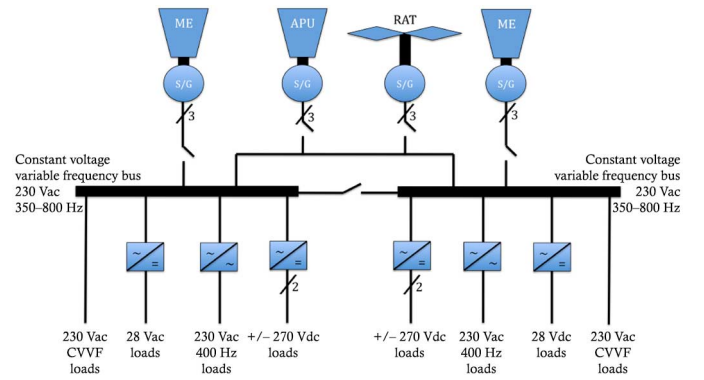 ME
APU
RAT
ME
S/G
S/G
S/G
S/G
3
3
3
3
Constant voltage
variable frequency bus
230 Vac
350–800 Hz
Constant voltage
variable frequency bus
230 Vac
350–800 Hz
~
=
~
~
~
=
~
=
~
~
~
=
2
2
230 Vac
CVVF
loads
28 Vac
loads
230 Vac
400 Hz
loads
+/– 270 Vdc
loads
+/– 270 Vdc
loads
230 Vac
400 Hz
loads
28 Vdc
loads
230 Vac
CVVF
loads